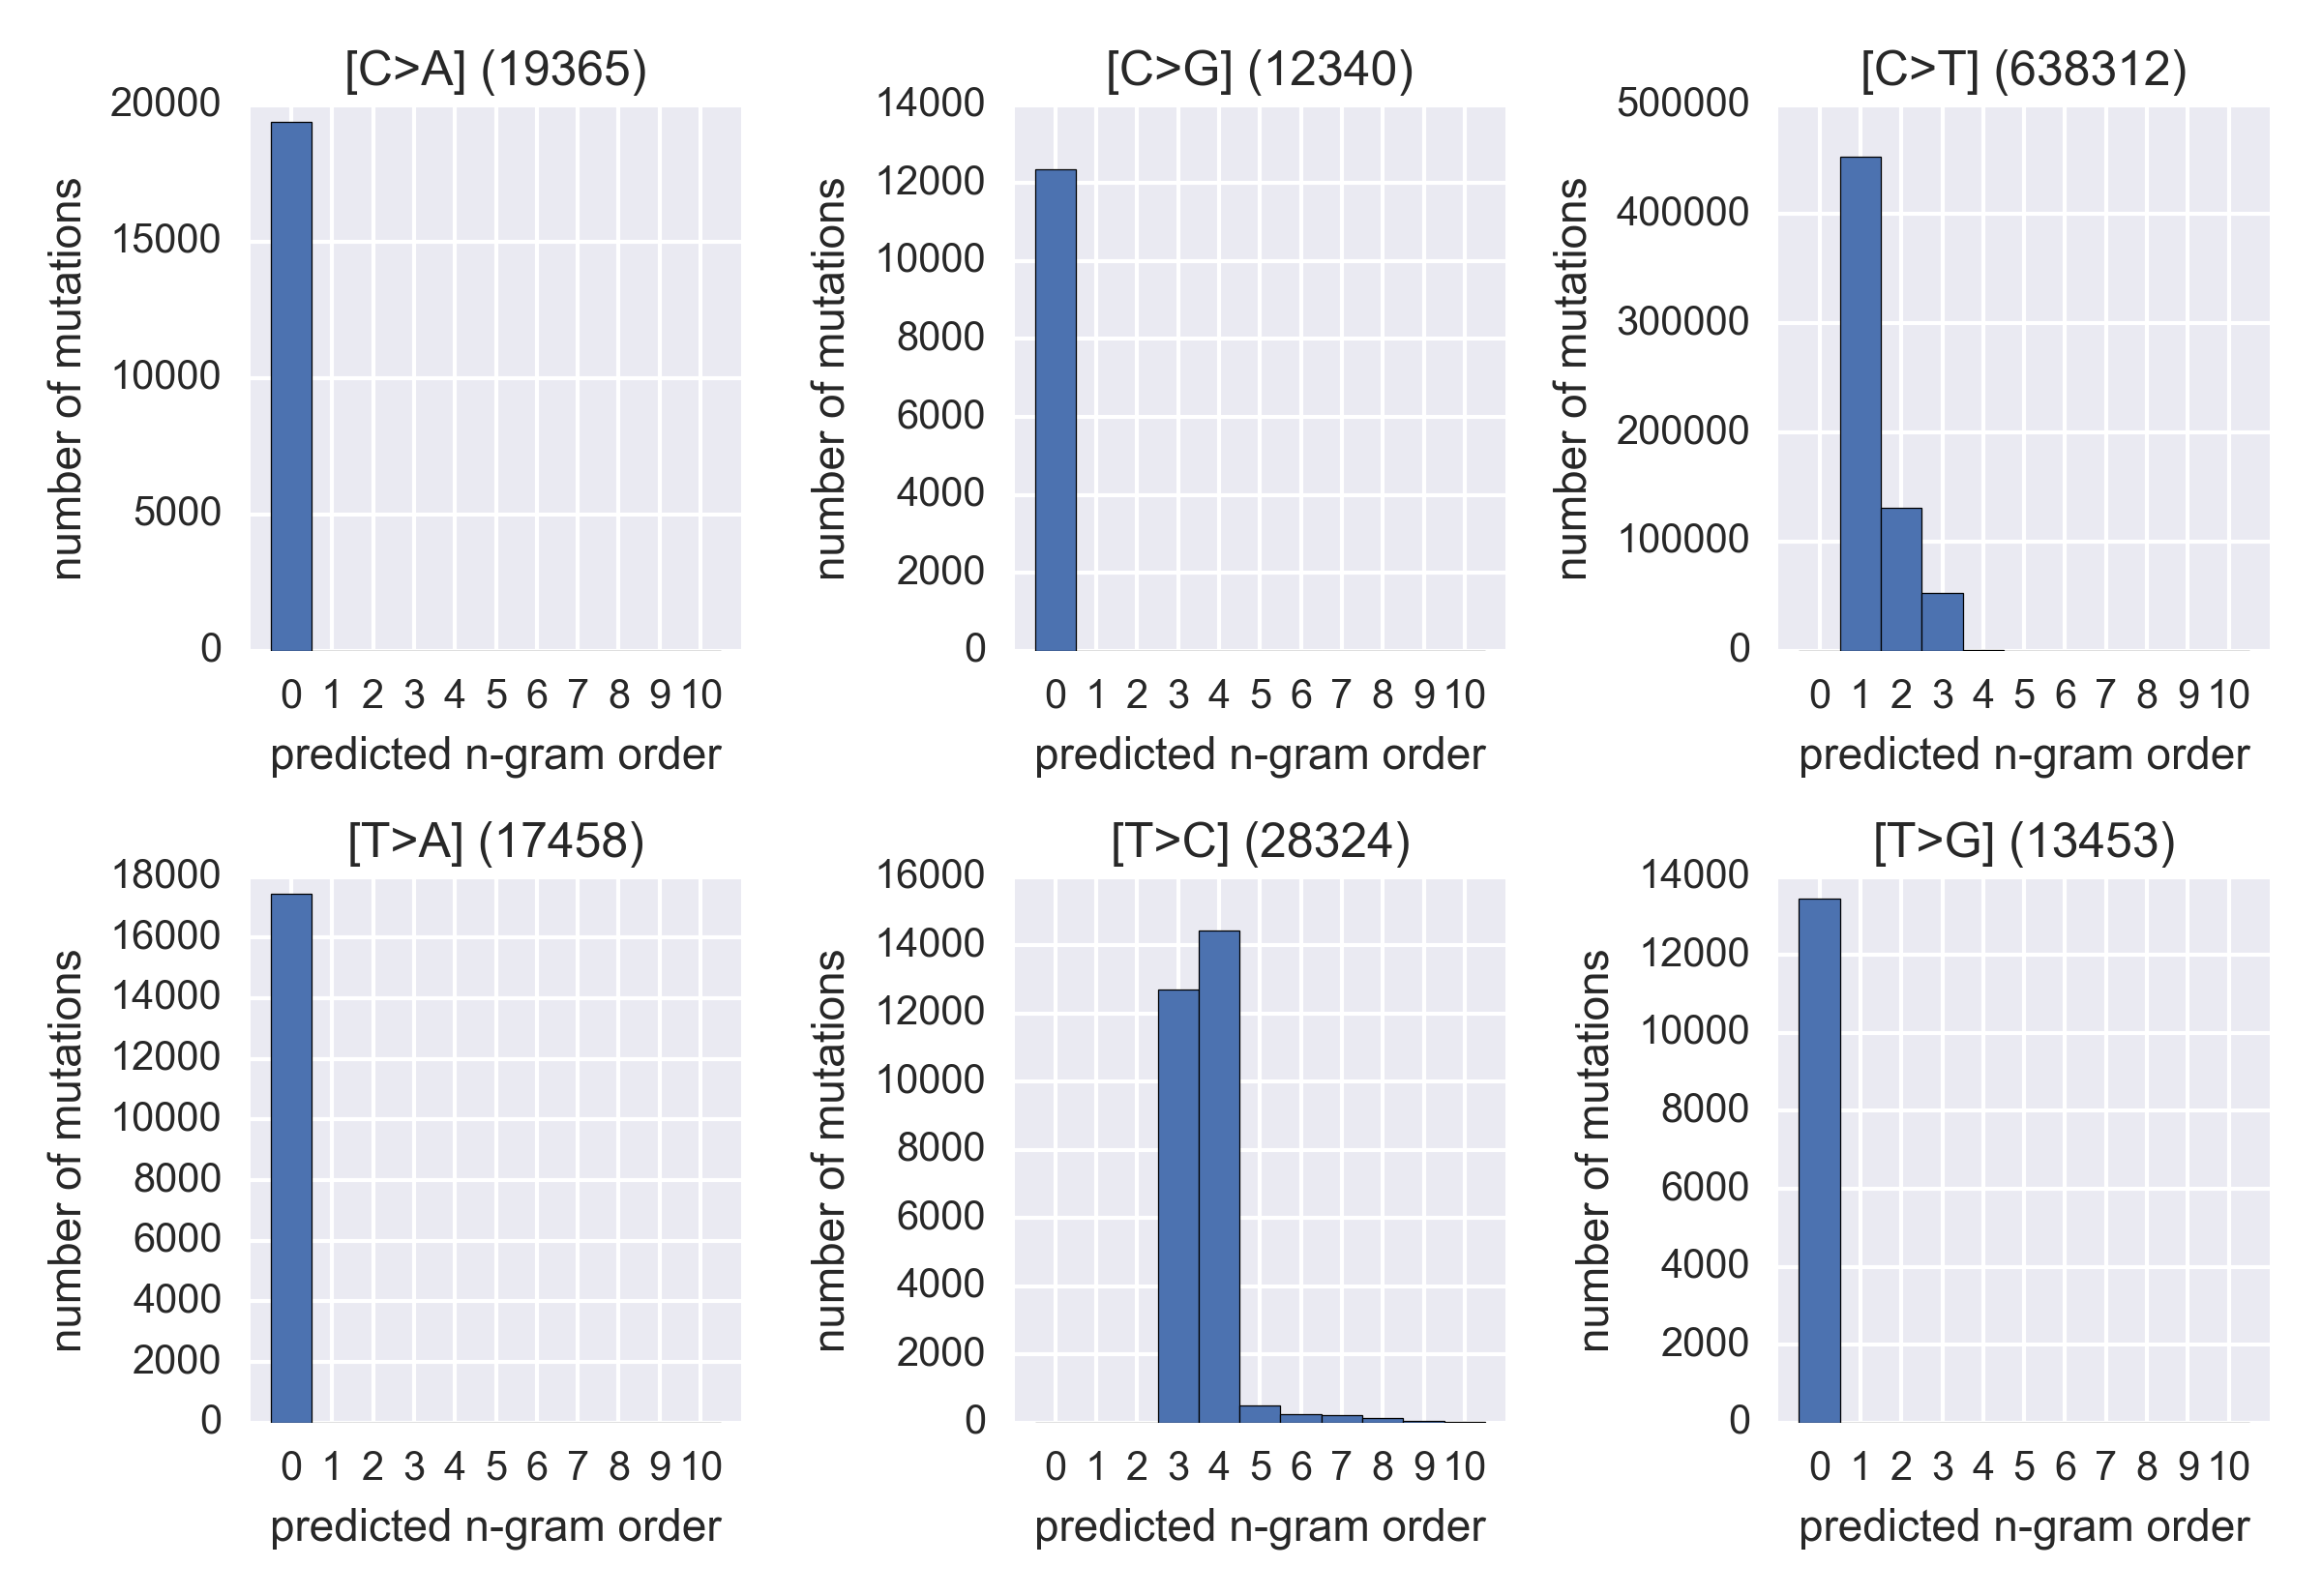 [C>A] (19365)
20000
15000
10000
5000
0
number of mutations
0 1 2 3 4 5 6 7 8 9 10
predicted n-gram order
[C>G] (12340)
14000
12000
10000
8000
6000
4000
2000
0
number of mutations
0 1 2 3 4 5 6 7 8 9 10
predicted n-gram order
[C>T] (638312)
500000
400000
300000
200000
100000
0
number of mutations
0 1 2 3 4 5 6 7 8 9 10
predicted n-gram order
[T>A] (17458)
18000
16000
14000
12000
10000
8000
6000
4000
2000
0
number of mutations
0 1 2 3 4 5 6 7 8 9 10
predicted n-gram order
[T>C] (28324)
16000
14000
12000
10000
8000
6000
4000
2000
0
number of mutations
0 1 2 3 4 5 6 7 8 9 10
predicted n-gram order
[T>G] (13453)
14000
12000
10000
8000
6000
4000
2000
0
number of mutations
0 1 2 3 4 5 6 7 8 9 10
predicted n-gram order